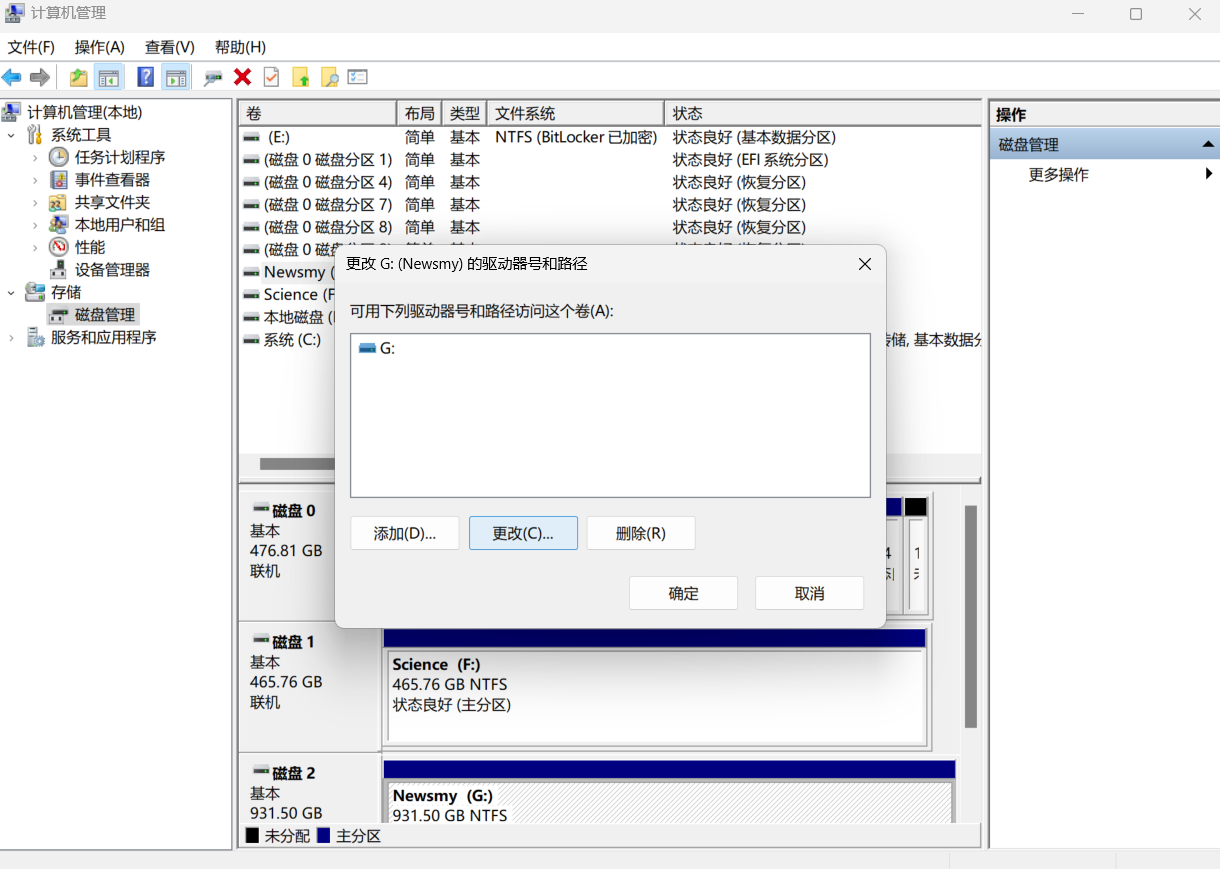 计算机管理
文件(F) 操作(A) 查看(V) 帮助(H)
计算机管理(本地)
系统工具
任务计划程序
事件查看器
共享文件夹
本地用户和组
性能
设备管理器
存储
磁盘管理
服务和应用程序
卷 布局 类型 文件系统 状态
(E:) 简单 基本 NTFS (BitLocker 已加密) 状态良好 (基本数据分区)
(磁盘 0 磁盘分区 1) 简单 基本 状态良好 (EFI 系统分区)
(磁盘 0 磁盘分区 4) 简单 基本 状态良好 (恢复分区)
(磁盘 0 磁盘分区 7) 简单 基本 状态良好 (恢复分区)
(磁盘 0 磁盘分区 8) 简单 基本 状态良好 (恢复分区)
(磁盘 0 磁盘
Newsmy (
Science (F
本地磁盘 (
系统 (C:) 储, 基本数据分
操作
磁盘管理
更多操作
更改 G: (Newsmy) 的驱动器号和路径
可用下列驱动器号和路径访问这个卷(A):
G:
添加(D)... 更改(C)... 删除(R)
确定 取消
磁盘 0
基本
476.81 GB
联机
4
1
磁盘 1
基本
465.76 GB
联机
Science (F:)
465.76 GB NTFS
状态良好 (主分区)
磁盘 2
基本
931.50 GB
Newsmy (G:)
931.50 GB NTFS
未分配 主分区